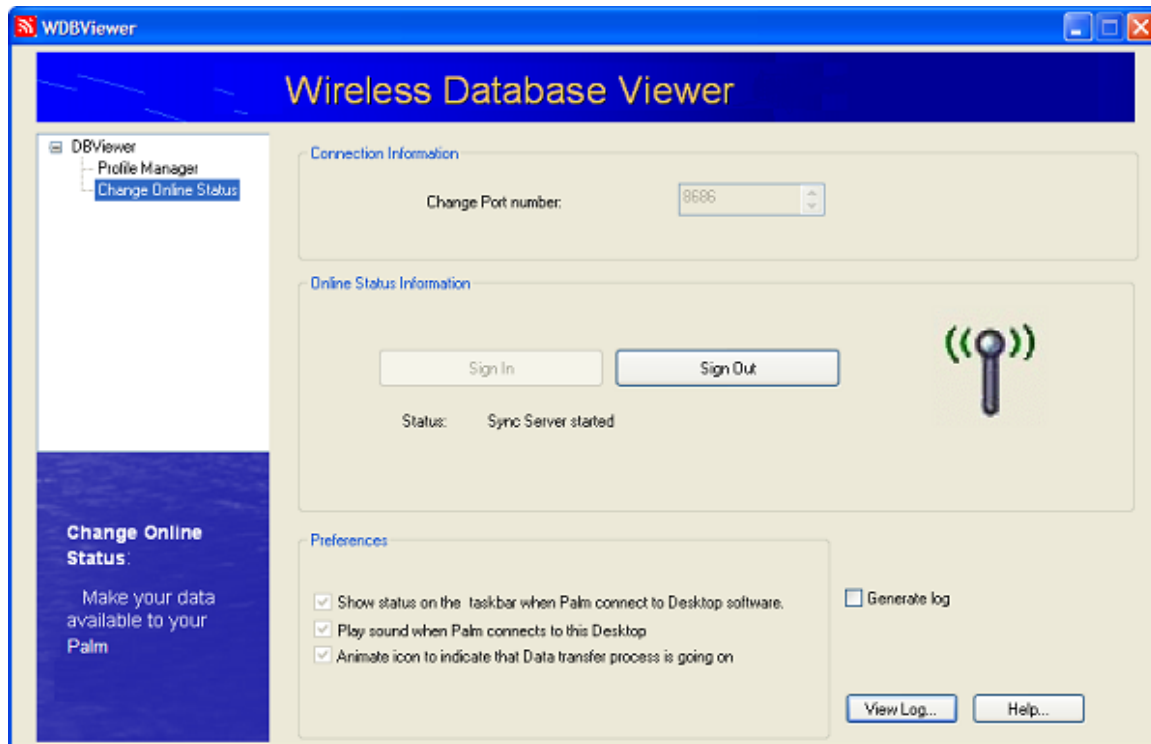 WDBViewer
Wireless Database Viewer
DBViewer
Profile Manager
Change Online Status
Connection Information
Change Port number:
8686
Online Status Information
Sign In
Sign Out
Status:
Sync Server started
Change Online
Status:
Make your data
available to your
Palm
Preferences
Show status on the taskbar when Palm connect to Desktop software.
Play sound when Palm connects to this Desktop
Animate icon to indicate that Data transfer process is going on
Generate log
View Log...
Help...